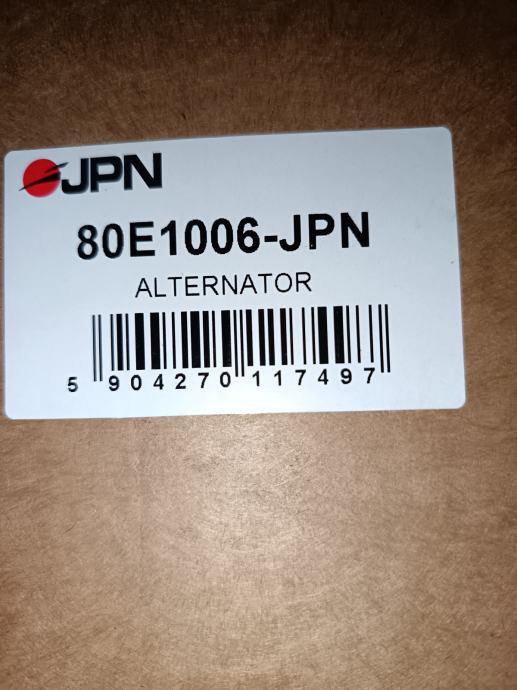 JPN
80E1006-JPN
ALTERNATOR
5 904270 117497